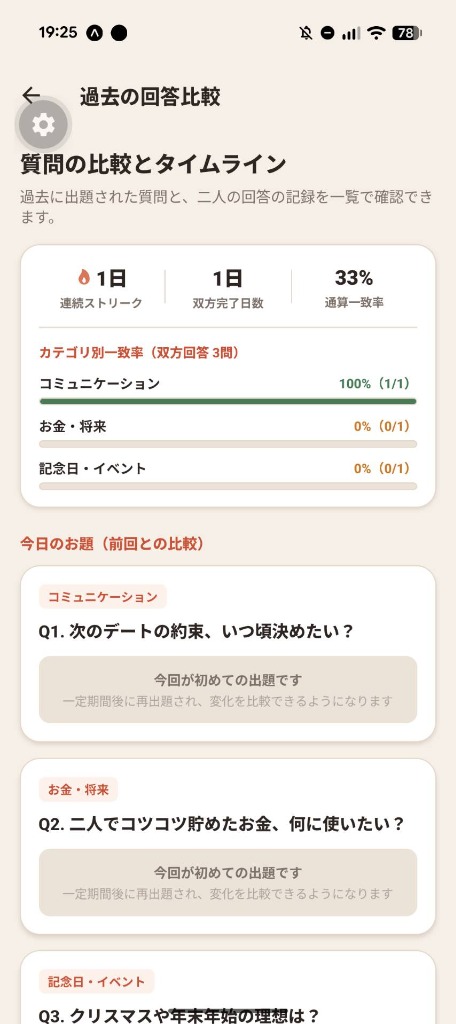 19:25
78
過去の回答比較
質問の比較とタイムライン
過去に出題された質問と、二人の回答の記録を一覧で確認でき
ます。
1日
1日
33%
連続ストリーク
双方完了日数
通算一致率
カテゴリ別一致率（双方回答 3問）
コミュニケーション
100%（1/1）
お金・将来
0%（0/1）
記念日・イベント
0%（0/1）
今日のお題（前回との比較）
コミュニケーション
Q1. 次のデートの約束、いつ頃決めたい？
今回が初めての出題です
一定期間後に再出題され、変化を比較できるようになります
お金・将来
Q2. 二人でコツコツ貯めたお金、何に使いたい？
今回が初めての出題です
一定期間後に再出題され、変化を比較できるようになります
記念日・イベント
Q3. クリスマスや年末年始の理想は？